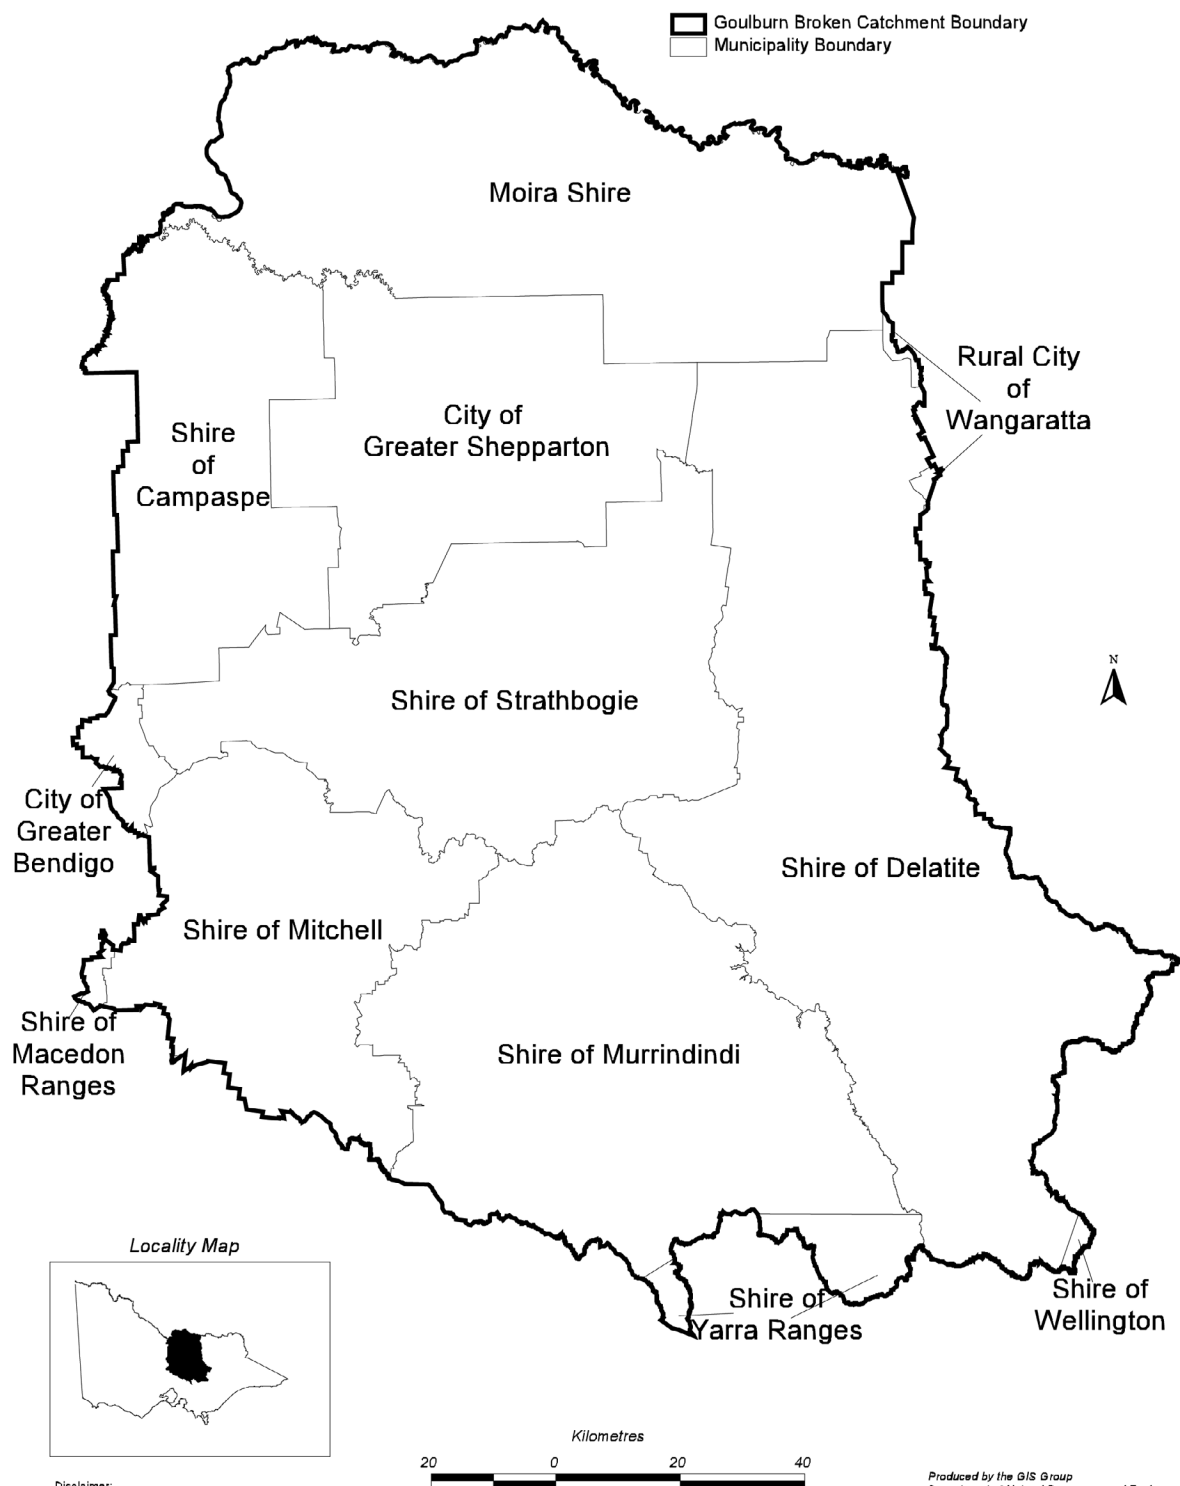 Goulburn Broken Catchment Boundary
Municipality Boundary
Moira Shire
Rural City
of
Wangaratta
City of
Greater Shepparton
Shire
of
Campaspe
N
Shire of Strathbogie
City of
Greater
Bendigo
Shire of Delatite
Shire of Mitchell
Shire of
Macedon
Ranges
Shire of Murrindindi
Locality Map
Shire of
Yarra Ranges
Shire of
Wellington
Kilometres
20 0 20 40
Produced by the GIS Group
Disclaimer: